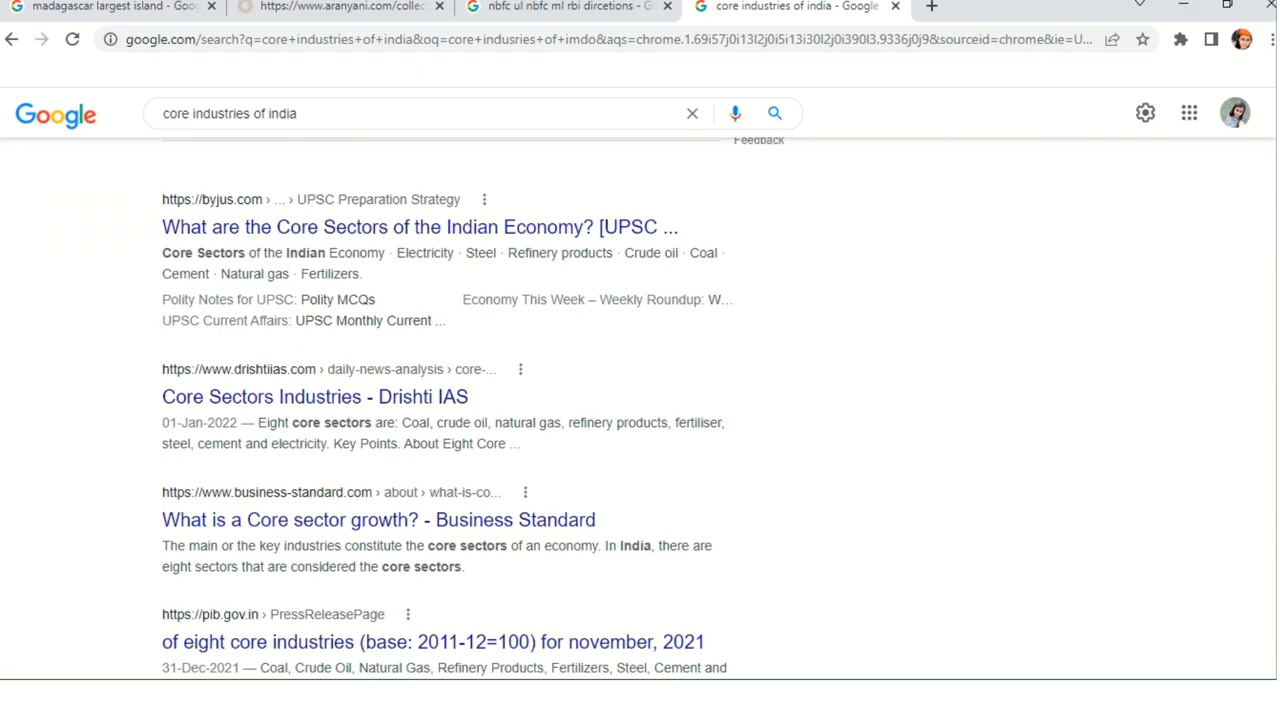 madagascar largest island - Goo
https://www.aranyani.com/collec
nbfc ul nbfc ml rbi dircetions - G
core industries of india - Google
google.com/search?q=core+industries+of+india&oq=core+indusries+of+imdo&aqs=chrome.1.69i57j0i13l2j0i5i13i30l2j0i390l3.9336j0j9&sourceid=chrome&ie=U...
Google
core industries of india
Feedback
https://byjus.com › ... › UPSC Preparation Strategy
What are the Core Sectors of the Indian Economy? [UPSC ...
Core Sectors of the Indian Economy · Electricity · Steel · Refinery products · Crude oil · Coal ·
Cement · Natural gas · Fertilizers.
Polity Notes for UPSC: Polity MCQs
Economy This Week – Weekly Roundup: W...
UPSC Current Affairs: UPSC Monthly Current ...
https://www.drishtiias.com › daily-news-analysis › core-...
Core Sectors Industries - Drishti IAS
01-Jan-2022 — Eight core sectors are: Coal, crude oil, natural gas, refinery products, fertiliser,
steel, cement and electricity. Key Points. About Eight Core ...
https://www.business-standard.com › about › what-is-co...
What is a Core sector growth? - Business Standard
The main or the key industries constitute the core sectors of an economy. In India, there are
eight sectors that are considered the core sectors.
https://pib.gov.in › PressReleasePage
of eight core industries (base: 2011-12=100) for november, 2021
31-Dec-2021 — Coal, Crude Oil, Natural Gas, Refinery Products, Fertilizers, Steel, Cement and